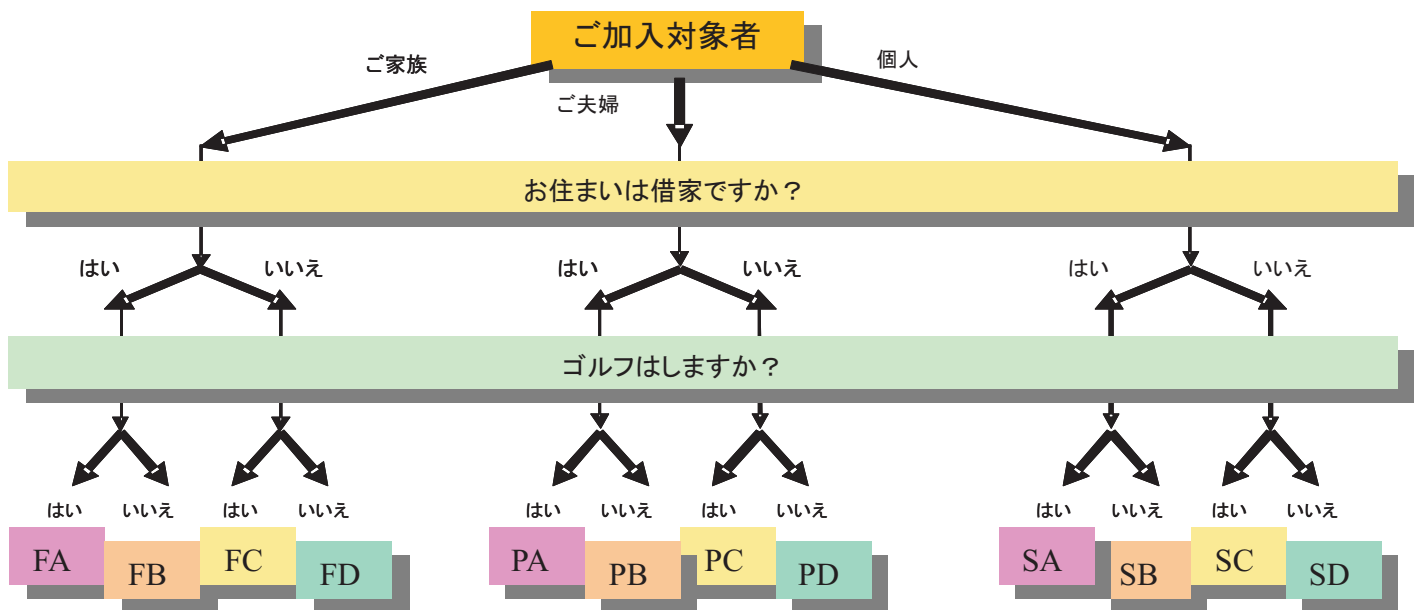 ご加入対象者
ご家族
ご夫婦
個人
お住まいは借家ですか？
はい いいえ はい いいえ はい いいえ
ゴルフはしますか？
はい いいえ はい いいえ はい いいえ はい いいえ はい いいえ はい いいえ
FA FB FC FD PA PB PC PD SA SB SC SD